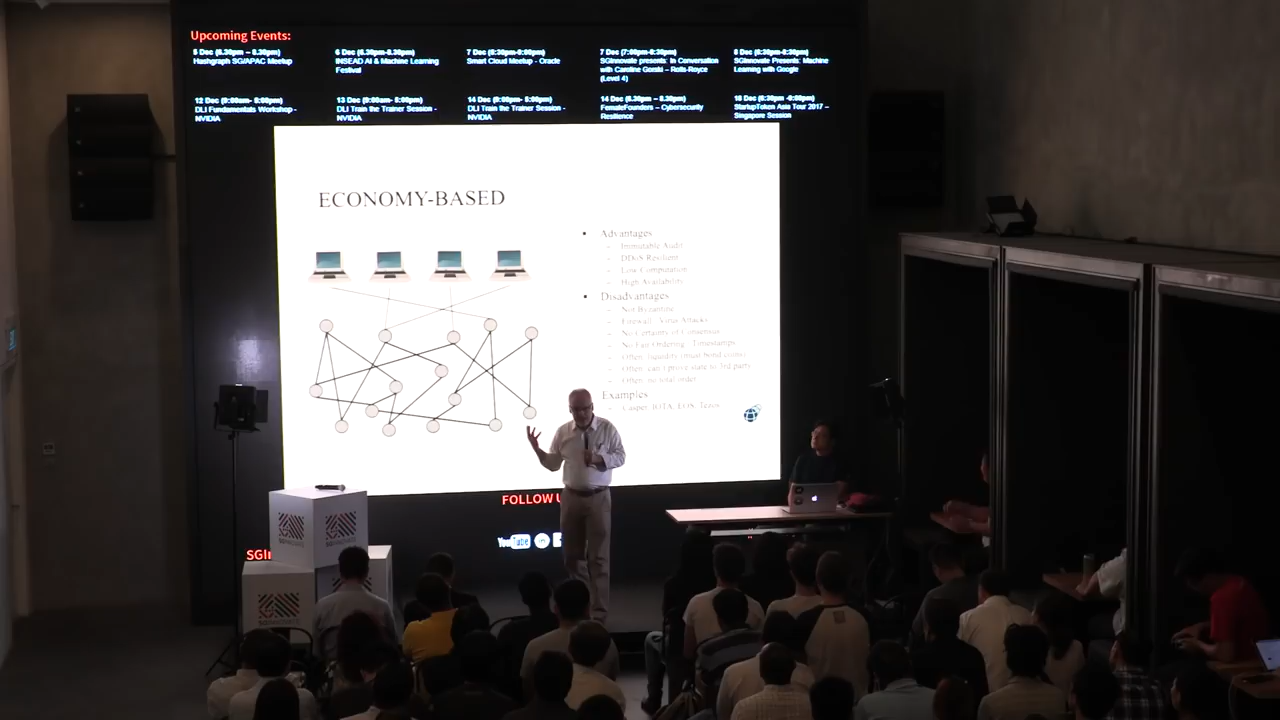 Upcoming Events:
5 Dec (6.30pm – 8.30pm)
Hashgraph SG/APAC Meetup
6 Dec (6.30pm-8.30pm)
INSEAD AI & Machine Learning
Festival
7 Dec (6:30pm-9:00pm)
Smart Cloud Meetup - Oracle
7 Dec (7:00pm-8:30pm)
SGInnovate presents: In Conversation
with Caroline Gorski – Rolls-Royce
(Level 4)
8 Dec (6:30pm-8:30pm)
SGInnovate Presents: Machine
Learning with Google
12 Dec (9:00am- 5:00pm)
DLI Fundamentals Workshop -
NVIDIA
13 Dec (9:00am- 5:00pm)
DLI Train the Trainer Session -
NVIDIA
14 Dec (9:00am- 5:00pm)
DLI Train the Trainer Session -
NVIDIA
14 Dec (6.30pm – 8.30pm)
FemaleFounders – Cybersecurity
Resilience
18 Dec (6:30pm -9:00pm)
StartupToken Asia Tour 2017 –
Singapore Session
ECONOMY-BASED
• Advantages
– Immutable Audit
– DDoS Resilient
– Low Computation
– High Availability
• Disadvantages
– Not Byzantine
– Firewall / Virus Attacks
– No Certainty of Consensus
– No Fair Ordering / Timestamps
– Often: liquidity (must bond coins)
– Often: can't prove state to 3rd party
– Often: no total order
Examples
– Casper, IOTA, EOS, Tezos
FOLLOW U
YouTube in f
SGIn